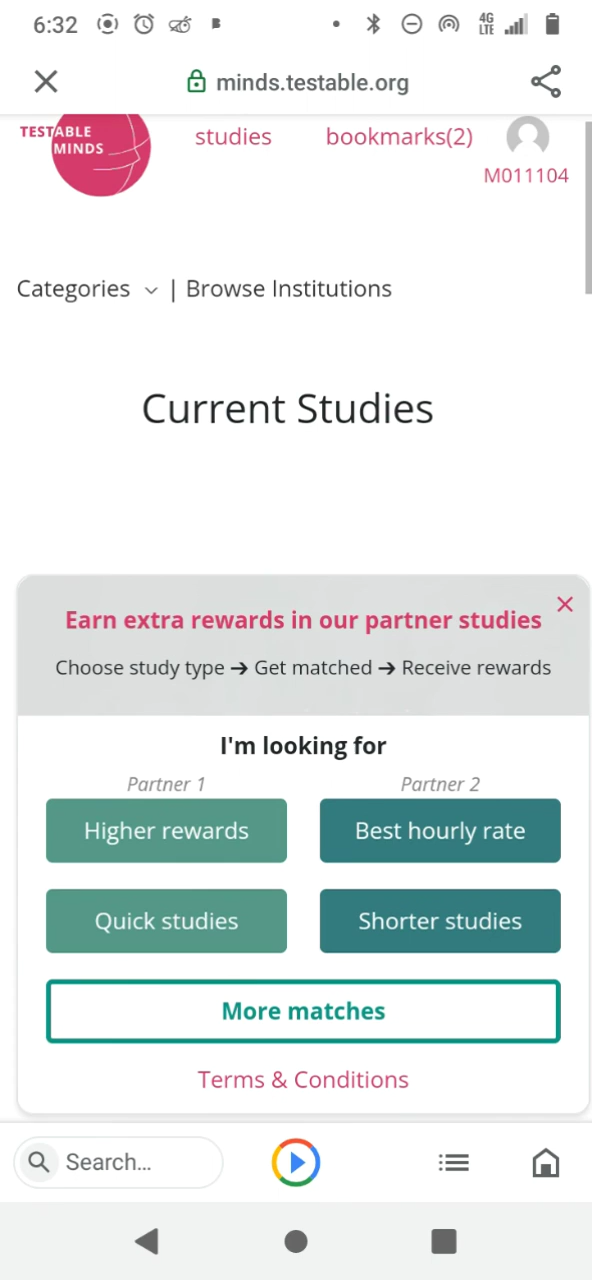 6:32
4G
LTE
minds.testable.org
TESTABLE
MINDS
studies
bookmarks(2)
M011104
Categories | Browse Institutions
Current Studies
Earn extra rewards in our partner studies
Choose study type → Get matched → Receive rewards
I'm looking for
Partner 1
Partner 2
Higher rewards
Best hourly rate
Quick studies
Shorter studies
More matches
Terms & Conditions
Search...